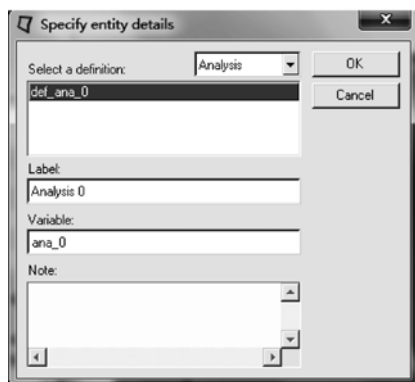 Specify entity details
Select a definition:
Analysis
OK
def_ana_0
Cancel
Label:
Analysis 0
Variable:
ana_0
Note: